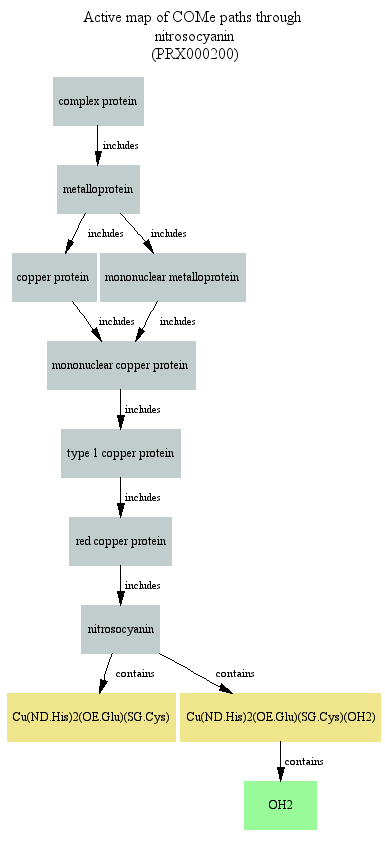 Active map of COMe paths through
nitrosocyanin
(PRX000200)
complex protein
includes
metalloprotein
includes
includes
copper protein
mononuclear metalloprotein
includes
includes
mononuclear copper protein
includes
type 1 copper protein
includes
red copper protein
includes
nitrosocyanin
contains
contains
Cu(ND.His)2(OE.Glu)(SG.Cys)
Cu(ND.His)2(OE.Glu)(SG.Cys)(OH2)
contains
OH2